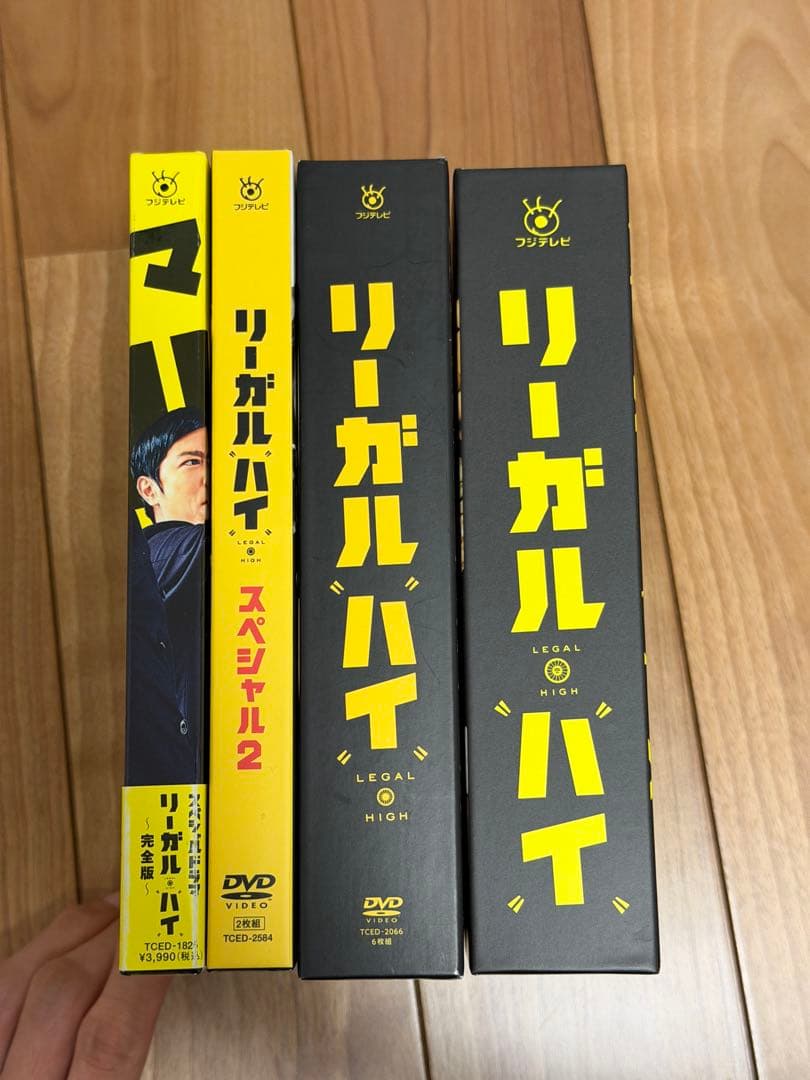 フジテレビ
マー
スペシャルドラマ
リーガル・ハイ
～完全版～
TCED-1826
¥3,990(税込)
フジテレビ
リーガル"ハイ"
LEGAL
HIGH
スペシャル2
DVD
VIDEO
2枚組
TCED-2584
フジテレビ
リーガル"ハイ"
LEGAL
HIGH
DVD
VIDEO
TCED-2066
6枚組
フジテレビ
リーガル
LEGAL
HIGH
"ハイ"